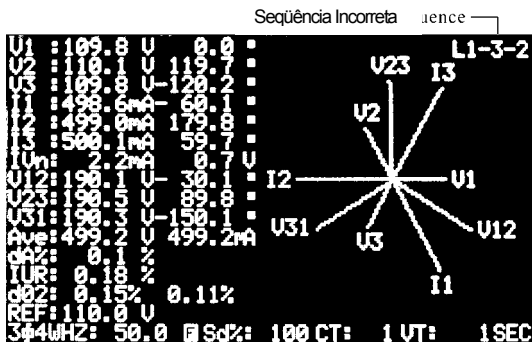 Seqüência Incorreta uence
L1-3-2
V1 :109.8 V 0.0 °
V2 :110.1 V 119.7 °
V3 :109.8 V-120.2 °
I1 :498.6mA- 60.1 °
I2 :499.0mA 179.8 °
I3 :500.1mA 59.7 °
IVn: 2.2mA 0.7 V
V12:190.1 V- 30.1 °
V23:190.5 V 89.8 °
V31:190.3 V-150.1 °
Ave:499.2 V 499.2mA
dA%: 0.1 %
IUR: 0.18 %
d02: 0.15% 0.11%
REF:110.0 V
3φ4W HZ: 50.0 Sd%: 100 CT: 1 VT: 1 1SEC
V23 I3
V2
I2 V1
V31 V3 V12
I1